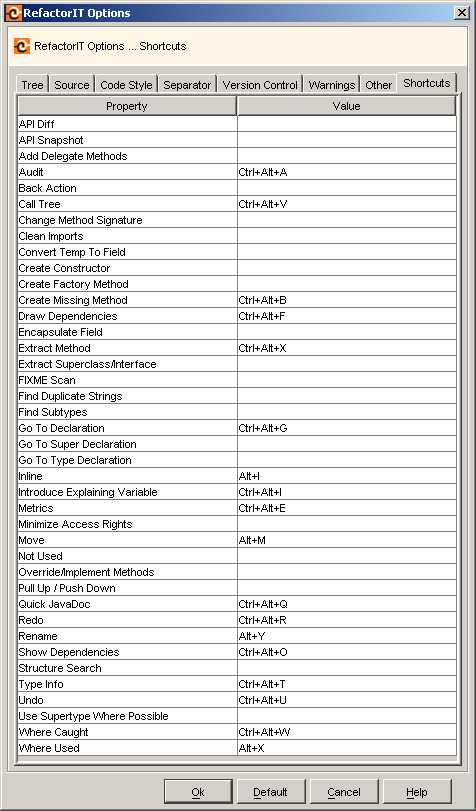 RefactorIT Options
RefactorIT Options ... Shortcuts
Tree Source Code Style Separator Version Control Warnings Other Shortcuts
Property Value
API Diff
API Snapshot
Add Delegate Methods
Audit Ctrl+Alt+A
Back Action
Call Tree Ctrl+Alt+V
Change Method Signature
Clean Imports
Convert Temp To Field
Create Constructor
Create Factory Method
Create Missing Method Ctrl+Alt+B
Draw Dependencies Ctrl+Alt+F
Encapsulate Field
Extract Method Ctrl+Alt+X
Extract Superclass/Interface
FIXME Scan
Find Duplicate Strings
Find Subtypes
Go To Declaration Ctrl+Alt+G
Go To Super Declaration
Go To Type Declaration
Inline Alt+I
Introduce Explaining Variable Ctrl+Alt+I
Metrics Ctrl+Alt+E
Minimize Access Rights
Move Alt+M
Not Used
Override/Implement Methods
Pull Up / Push Down
Quick JavaDoc Ctrl+Alt+Q
Redo Ctrl+Alt+R
Rename Alt+Y
Show Dependencies Ctrl+Alt+O
Structure Search
Type Info Ctrl+Alt+T
Undo Ctrl+Alt+U
Use Supertype Where Possible
Where Caught Ctrl+Alt+W
Where Used Alt+X
Ok Default Cancel Help